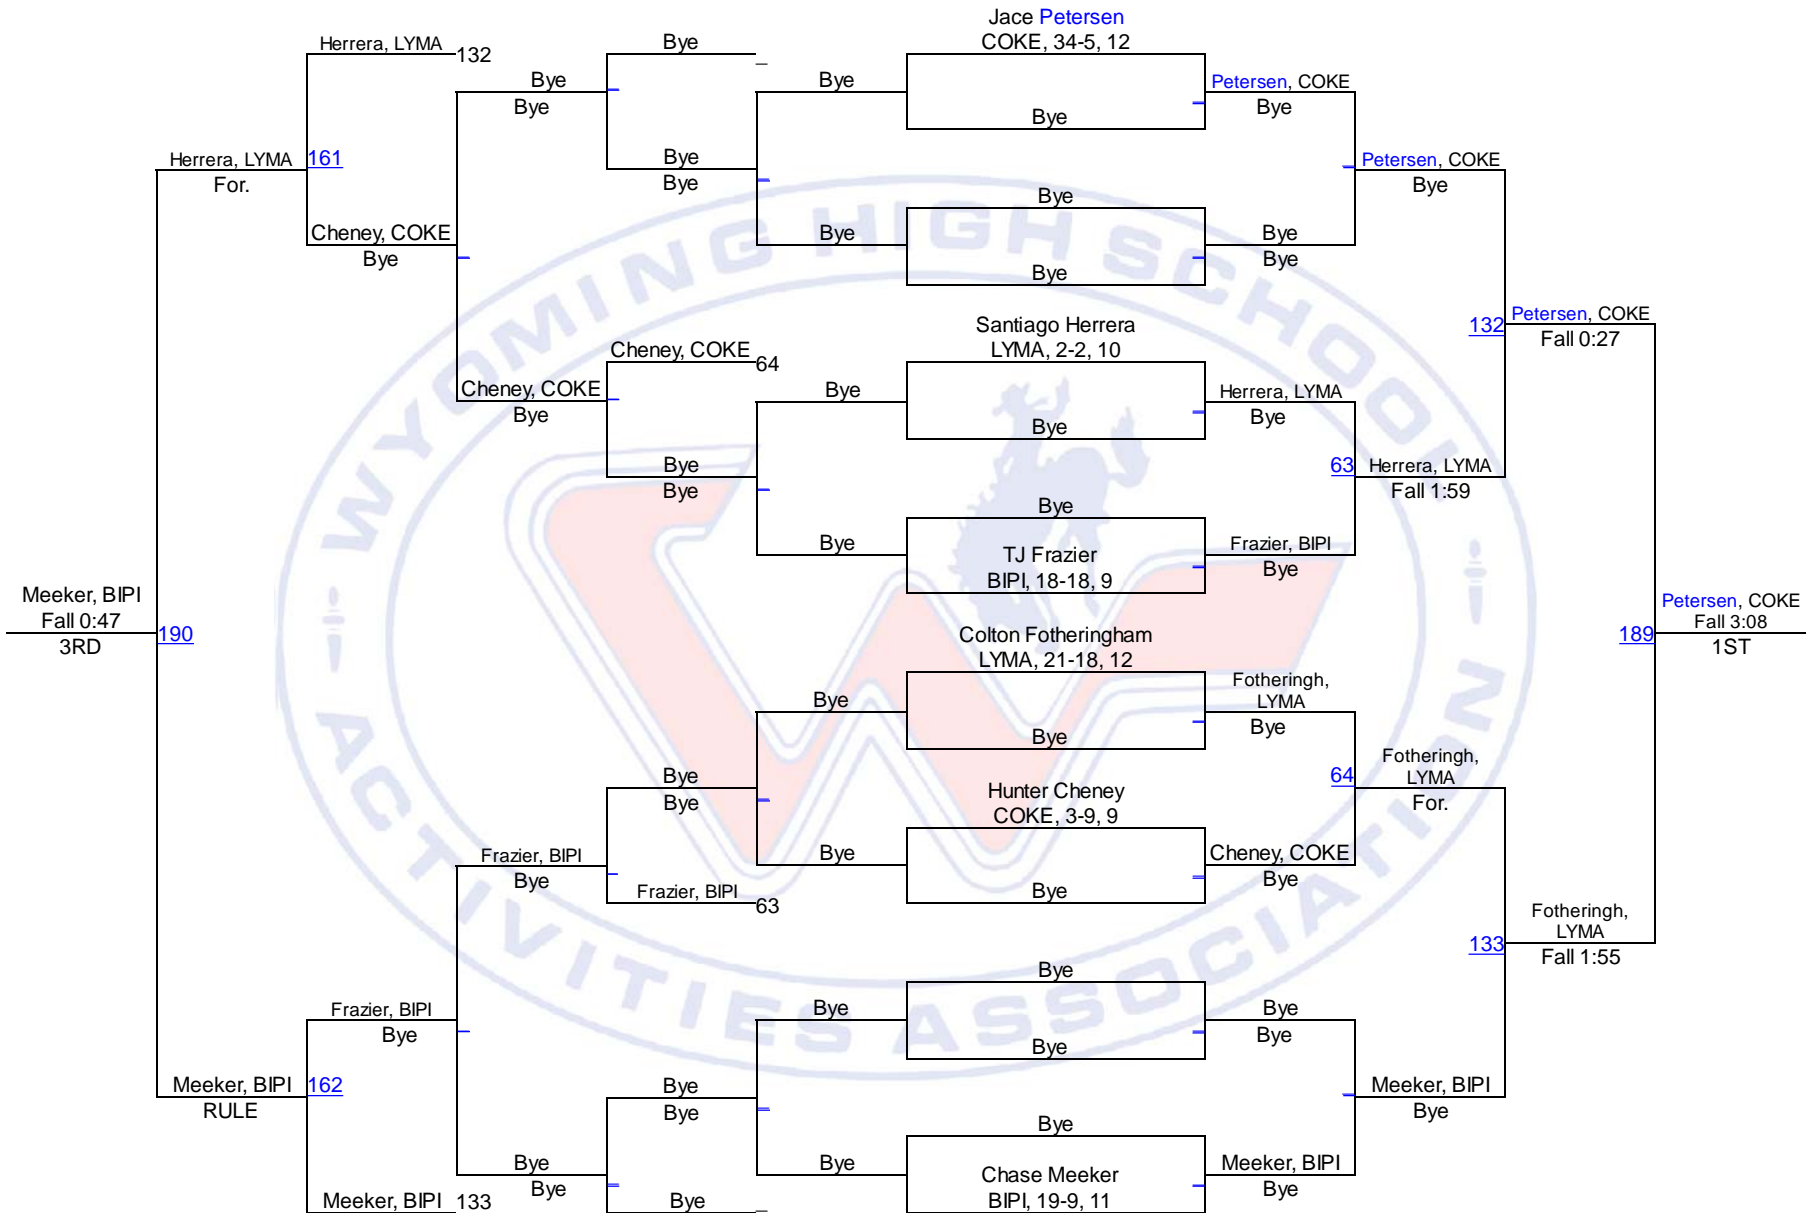 Jace Petersen
COKE, 34-5, 12
Herrera, LYMA
132
Bye
_
Bye
Bye
Bye
Petersen, COKE
Bye
Bye
Herrera, LYMA
For.
161
Bye
Bye
Petersen, COKE
Bye
Bye
Cheney, COKE
Bye
Bye
Bye
Bye
Bye
Santiago Herrera
LYMA, 2-2, 10
132
Petersen, COKE
Fall 0:27
Cheney, COKE
64
Cheney, COKE
Bye
Bye
Herrera, LYMA
Bye
Bye
Bye
Bye
63
Herrera, LYMA
Fall 1:59
Bye
Bye
TJ Frazier
BIPI, 18-18, 9
Frazier, BIPI
Bye
Meeker, BIPI
Fall 0:47
3RD
190
Colton Fotheringham
LYMA, 21-18, 12
189
Petersen, COKE
Fall 3:08
1ST
Bye
Fotheringh,
LYMA
Bye
Bye
Bye
Bye
Hunter Cheney
COKE, 3-9, 9
64
Fotheringh,
LYMA
For.
Frazier, BIPI
Bye
Bye
Cheney, COKE
Bye
Frazier, BIPI
63
Bye
133
Fotheringh,
LYMA
Fall 1:55
Bye
Frazier, BIPI
Bye
Bye
Bye
Bye
Bye
Meeker, BIPI
RULE
162
Bye
Bye
Meeker, BIPI
Bye
Bye
Bye
Bye
Bye
Chase Meeker
BIPI, 19-9, 11
Meeker, BIPI
Bye
Meeker, BIPI
133
Bye
_
WYOMING HIGH SCHOOL
ACTIVITIES ASSOCIATION